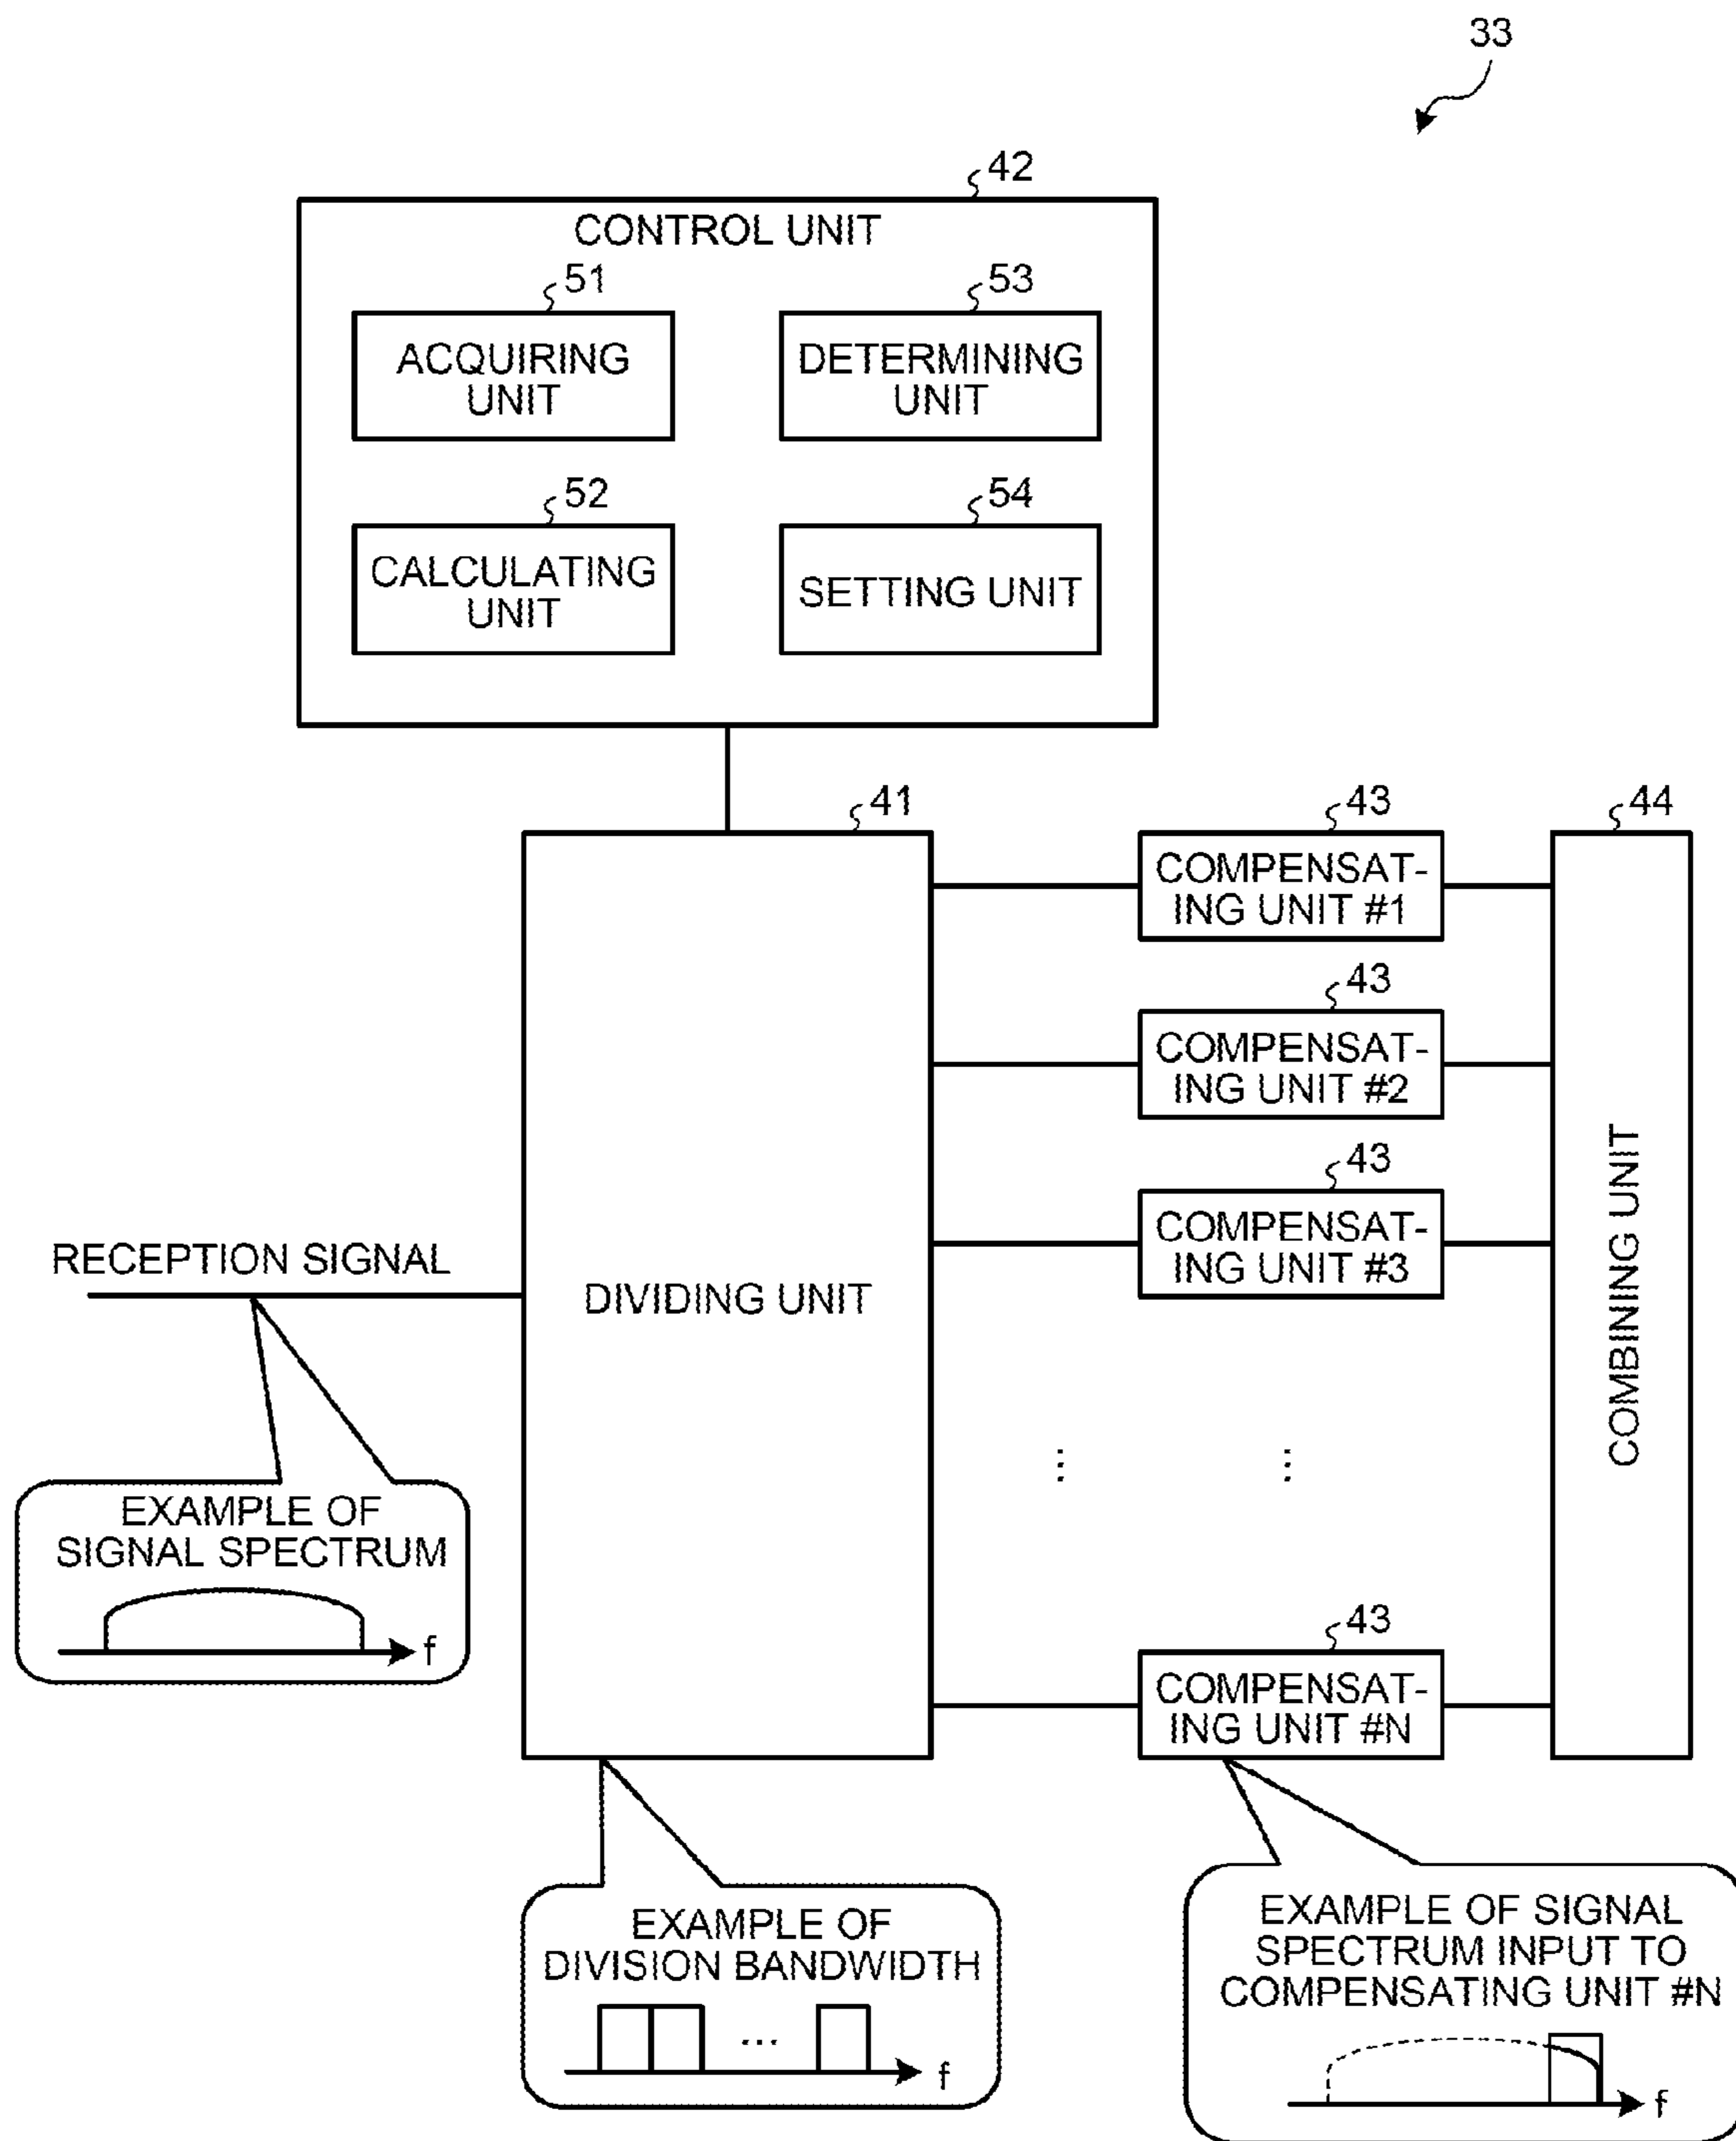 33
42
CONTROL UNIT
51
ACQUIRING
UNIT
53
DETERMINING
UNIT
52
CALCULATING
UNIT
54
SETTING UNIT
41
DIVIDING UNIT
43
COMPENSAT-
ING UNIT #1
43
COMPENSAT-
ING UNIT #2
43
COMPENSAT-
ING UNIT #3
⋮
⋮
43
COMPENSAT-
ING UNIT #N
44
COMBINING UNIT
RECEPTION SIGNAL
EXAMPLE OF
SIGNAL SPECTRUM
f
EXAMPLE OF
DIVISION BANDWIDTH
...
f
EXAMPLE OF SIGNAL
SPECTRUM INPUT TO
COMPENSATING UNIT #N
f